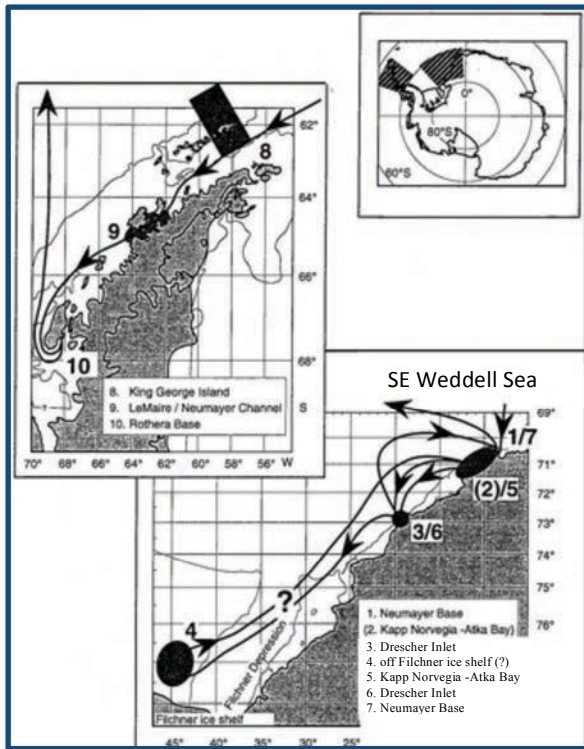 62°
64°
66°
68°
S
8
9
10
8. King George Island
9. LeMaire / Neumayer Channel
10. Rothera Base
70° 68° 66° 64° 62° 60° 58° 56° 54° W
0°
80°S
60°S
SE Weddell Sea
69°
71°
72°
73°
74°
75°
76°
1/7
(2)/5
3/6
?
4
Filchner Depression
Filchner ice shelf
1. Neumayer Base
(2. Kapp Norvegia -Atka Bay)
3. Drescher Inlet
4. off Filchner ice shelf (?)
5. Kapp Norvegia -Atka Bay
6. Drescher Inlet
7. Neumayer Base
45° 40° 35° 30° 25°